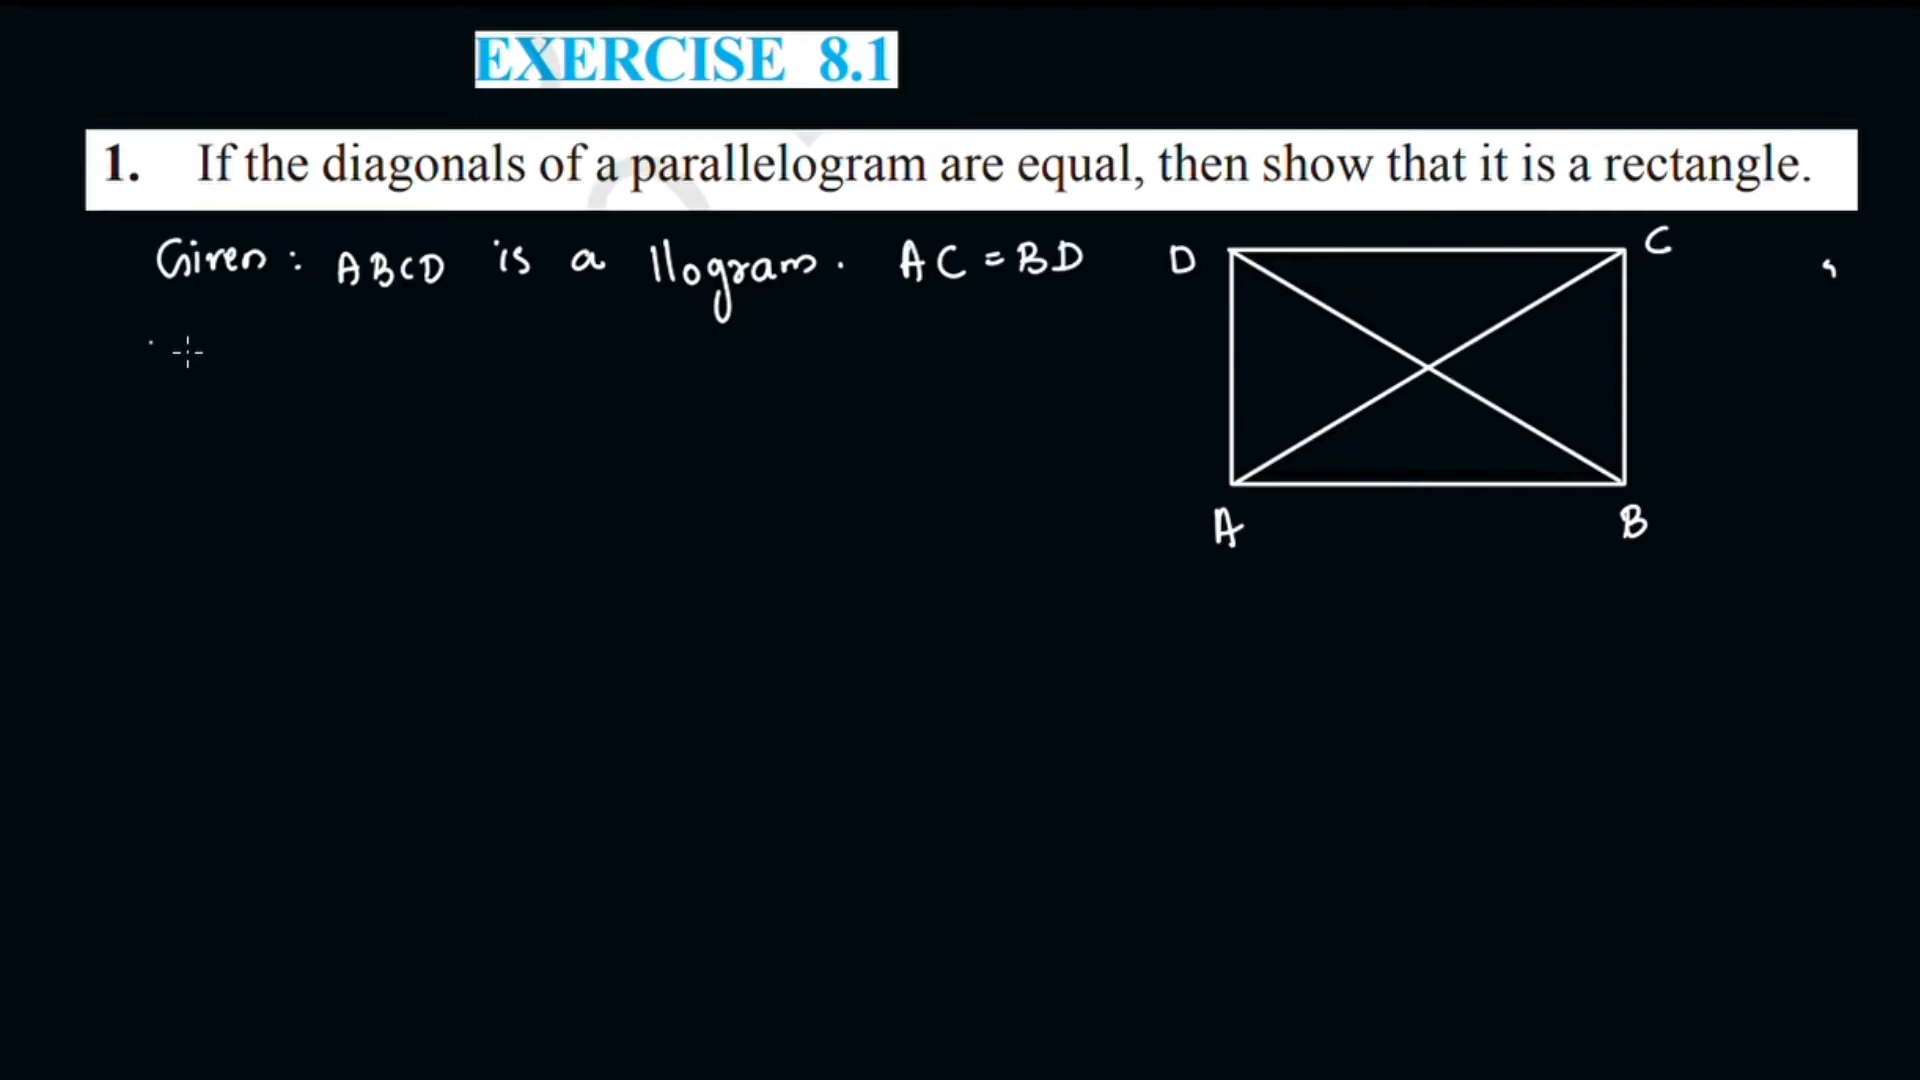 EXERCISE 8.1
1. If the diagonals of a parallelogram are equal, then show that it is a rectangle.
Given : ABCD is a llogram. AC = BD
D
C
A
B